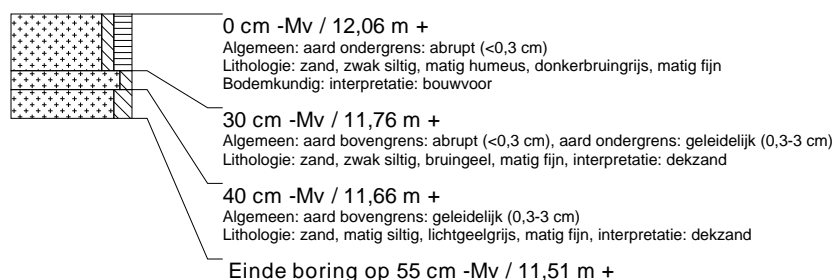 0 cm -Mv / 12,06 m +
Algemeen: aard ondergrens: abrupt (<0,3 cm)
Lithologie: zand, zwak siltig, matig humeus, donkerbruingrijs, matig fijn
Bodemkundig: interpretatie: bouwvoor
30 cm -Mv / 11,76 m +
Algemeen: aard bovengrens: abrupt (<0,3 cm), aard ondergrens: geleidelijk (0,3-3 cm)
Lithologie: zand, zwak siltig, bruingeel, matig fijn, interpretatie: dekzand
40 cm -Mv / 11,66 m +
Algemeen: aard bovengrens: geleidelijk (0,3-3 cm)
Lithologie: zand, matig siltig, lichtgeelgrijs, matig fijn, interpretatie: dekzand
Einde boring op 55 cm -Mv / 11,51 m +